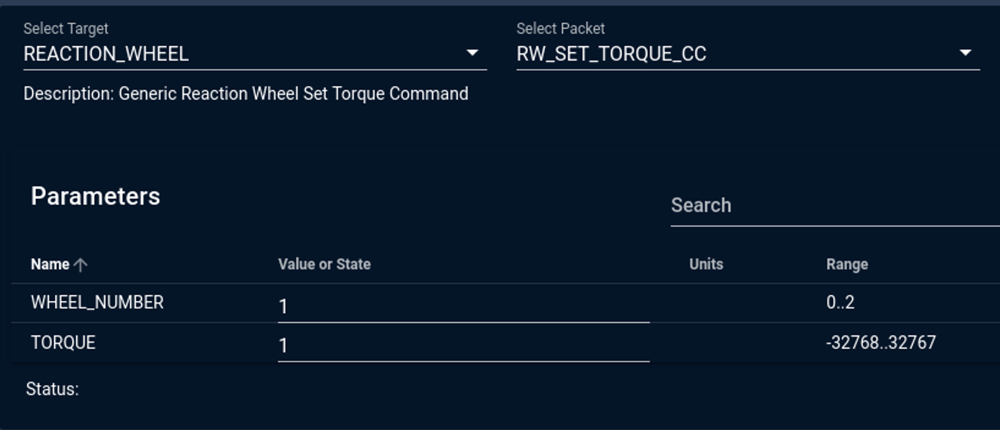 Select Target Select Packet
REACTION_WHEEL RW_SET_TORQUE_CC
Description: Generic Reaction Wheel Set Torque Command
Parameters
Search
Name Value or State Units Range
WHEEL_NUMBER 1 0..2
TORQUE 1 -32768..32767
Status: